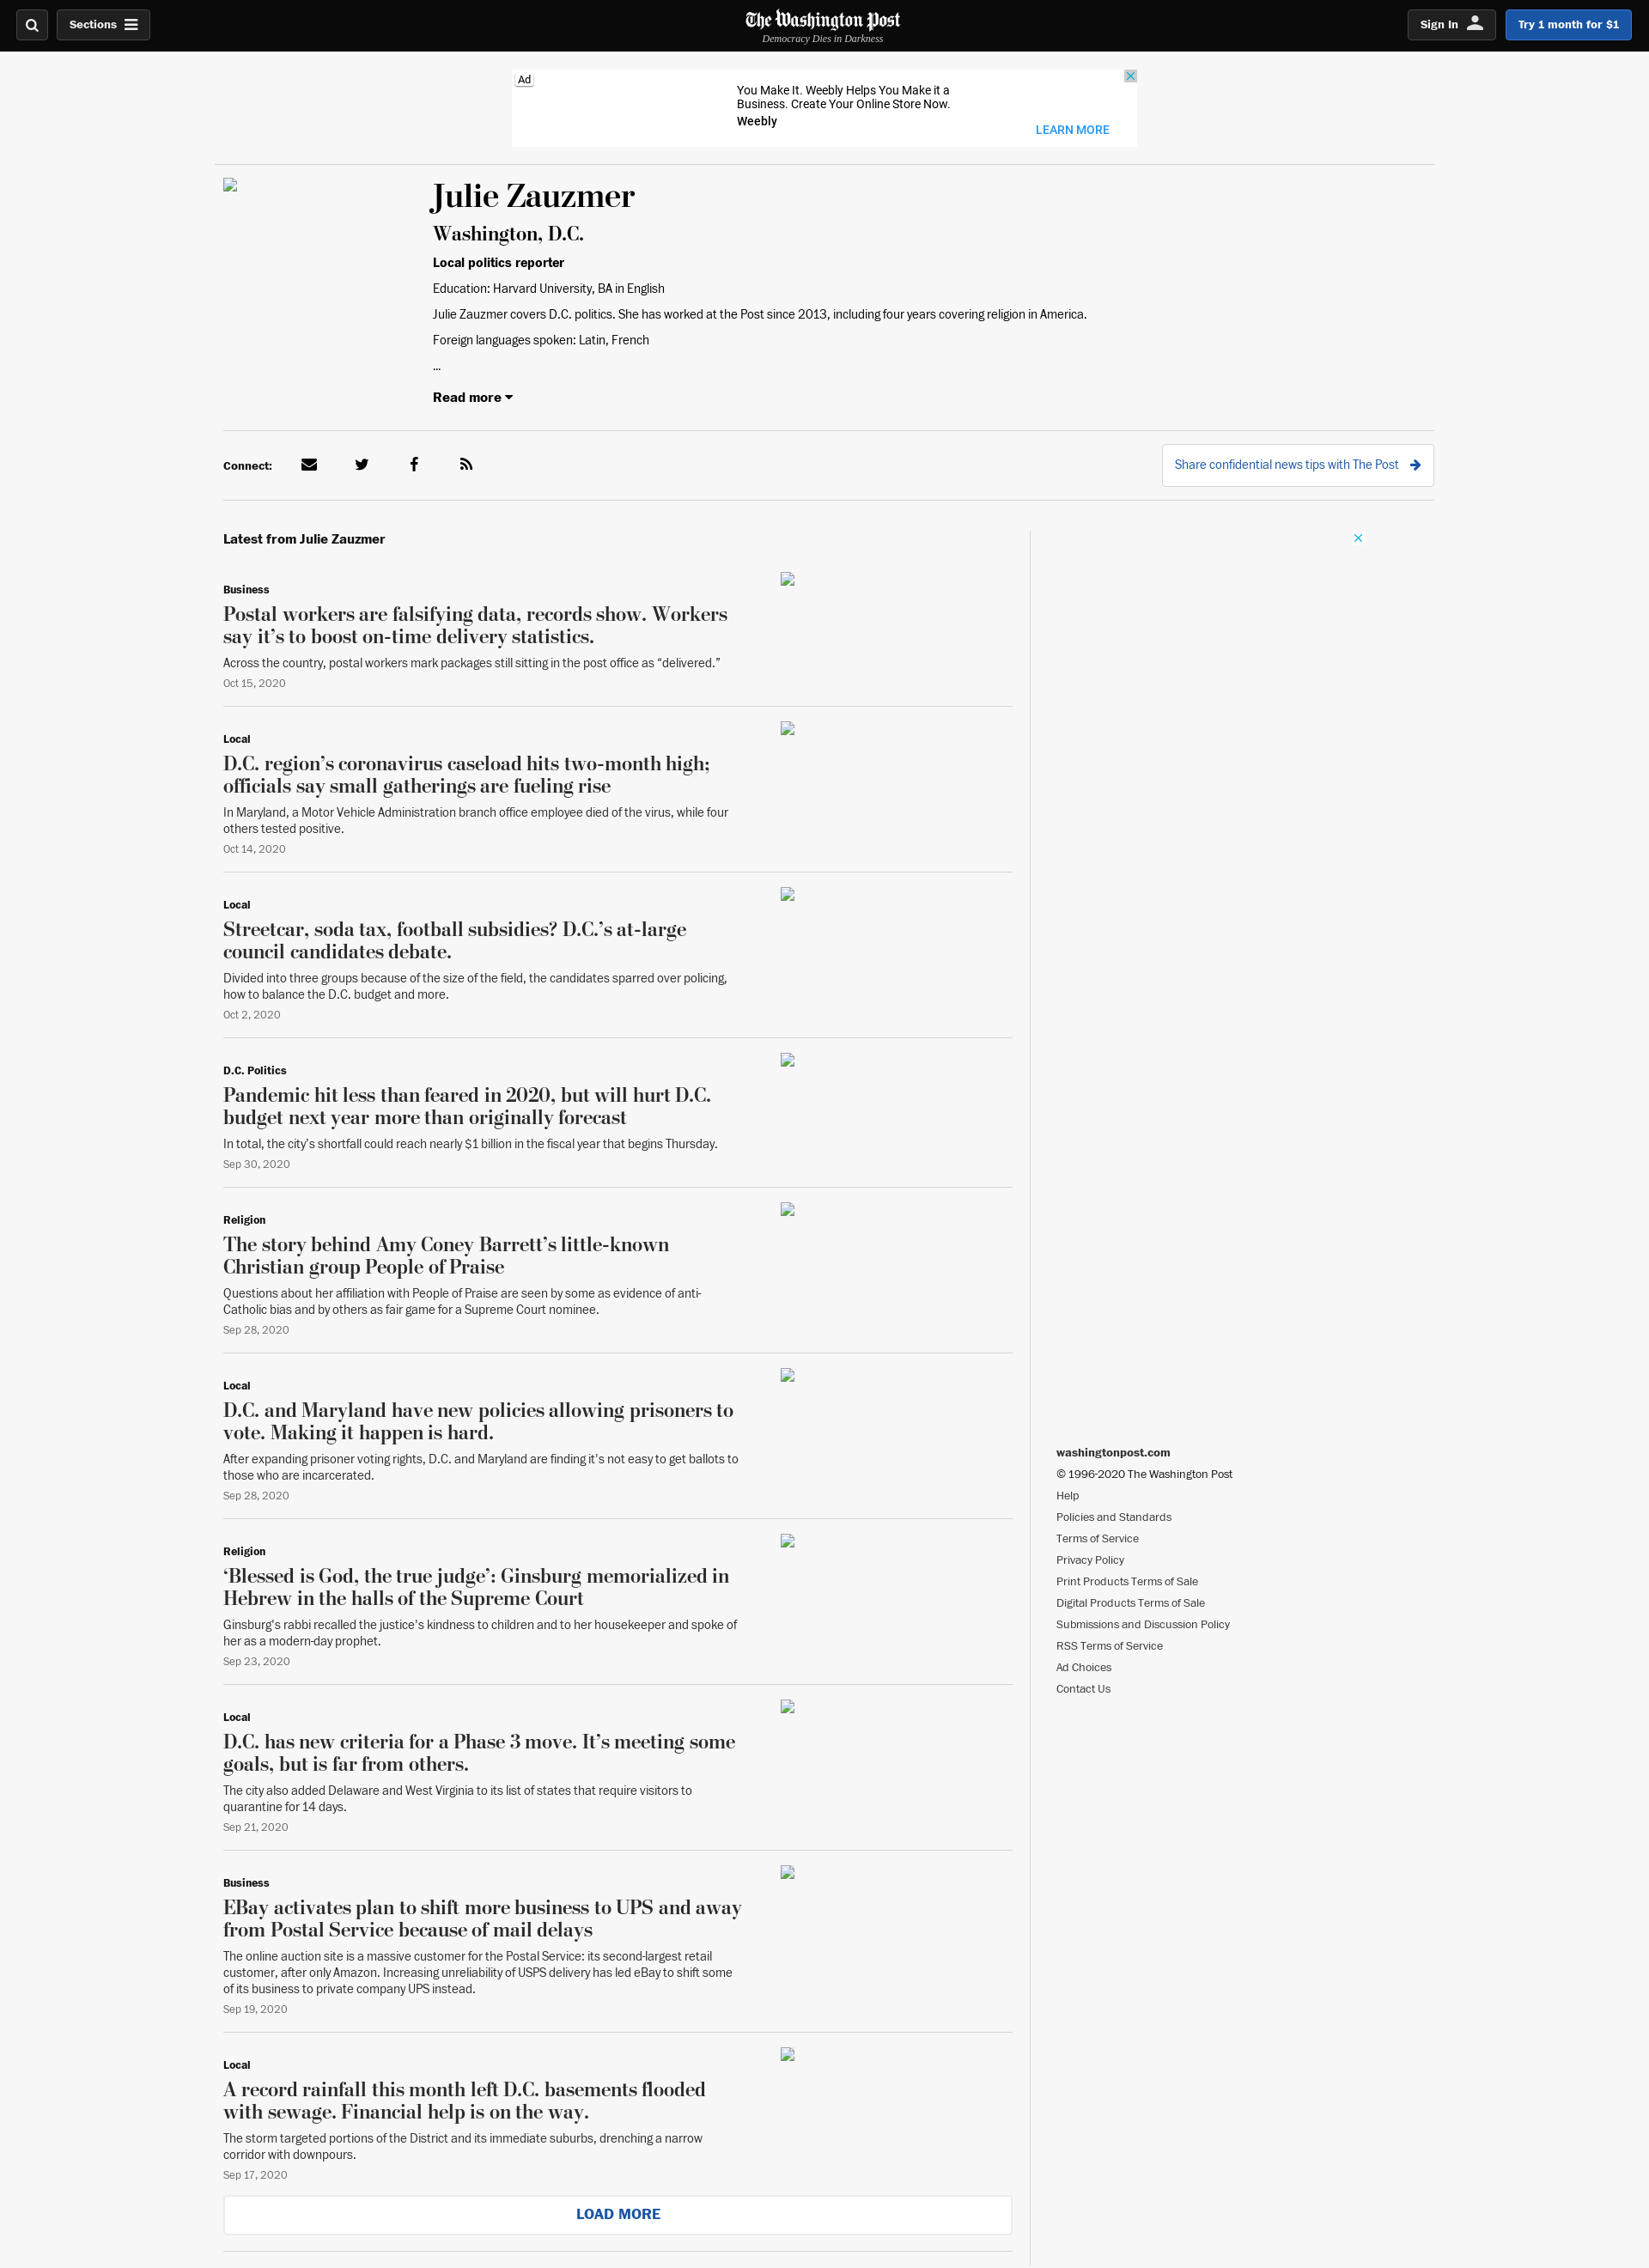 Sections
The Washington Post
Democracy Dies in Darkness
Sign In
Try 1 month for $1
Ad
You Make It. Weebly Helps You Make it a
Business. Create Your Online Store Now.
Weebly
LEARN MORE
Julie Zauzmer
Washington, D.C.
Local politics reporter
Education: Harvard University, BA in English
Julie Zauzmer covers D.C. politics. She has worked at the Post since 2013, including four years covering religion in America.
Foreign languages spoken: Latin, French
...
Read more
Connect:
Share confidential news tips with The Post
Latest from Julie Zauzmer
Business
Postal workers are falsifying data, records show. Workers
say it’s to boost on-time delivery statistics.
Across the country, postal workers mark packages still sitting in the post office as “delivered.”
Oct 15, 2020
Local
D.C. region’s coronavirus caseload hits two-month high;
officials say small gatherings are fueling rise
In Maryland, a Motor Vehicle Administration branch office employee died of the virus, while four
others tested positive.
Oct 14, 2020
Local
Streetcar, soda tax, football subsidies? D.C.’s at-large
council candidates debate.
Divided into three groups because of the size of the field, the candidates sparred over policing,
how to balance the D.C. budget and more.
Oct 2, 2020
D.C. Politics
Pandemic hit less than feared in 2020, but will hurt D.C.
budget next year more than originally forecast
In total, the city’s shortfall could reach nearly $1 billion in the fiscal year that begins Thursday.
Sep 30, 2020
Religion
The story behind Amy Coney Barrett’s little-known
Christian group People of Praise
Questions about her affiliation with People of Praise are seen by some as evidence of anti-
Catholic bias and by others as fair game for a Supreme Court nominee.
Sep 28, 2020
Local
D.C. and Maryland have new policies allowing prisoners to
vote. Making it happen is hard.
After expanding prisoner voting rights, D.C. and Maryland are finding it's not easy to get ballots to
those who are incarcerated.
Sep 28, 2020
Religion
‘Blessed is God, the true judge’: Ginsburg memorialized in
Hebrew in the halls of the Supreme Court
Ginsburg's rabbi recalled the justice's kindness to children and to her housekeeper and spoke of
her as a modern-day prophet.
Sep 23, 2020
Local
D.C. has new criteria for a Phase 3 move. It’s meeting some
goals, but is far from others.
The city also added Delaware and West Virginia to its list of states that require visitors to
quarantine for 14 days.
Sep 21, 2020
Business
EBay activates plan to shift more business to UPS and away
from Postal Service because of mail delays
The online auction site is a massive customer for the Postal Service: its second-largest retail
customer, after only Amazon. Increasing unreliability of USPS delivery has led eBay to shift some
of its business to private company UPS instead.
Sep 19, 2020
Local
A record rainfall this month left D.C. basements flooded
with sewage. Financial help is on the way.
The storm targeted portions of the District and its immediate suburbs, drenching a narrow
corridor with downpours.
Sep 17, 2020
LOAD MORE
washingtonpost.com
© 1996-2020 The Washington Post
Help
Policies and Standards
Terms of Service
Privacy Policy
Print Products Terms of Sale
Digital Products Terms of Sale
Submissions and Discussion Policy
RSS Terms of Service
Ad Choices
Contact Us